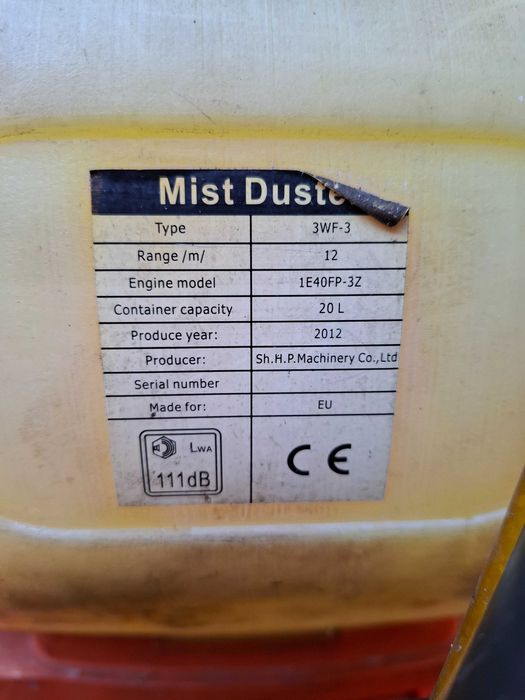 Mist Duste
Type 3WF-3
Range /m/ 12
Engine model 1E40FP-3Z
Container capacity 20 L
Produce year: 2012
Producer: Sh.H.P.Machinery Co.,Ltd
Serial number
Made for: EU
LWA
111dB
CE